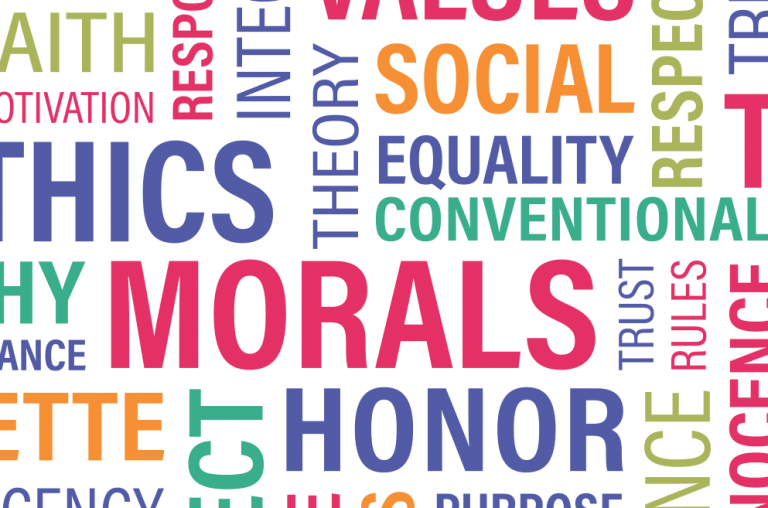 VALUES
AITH
RESPO
INTEG
SOCIAL
RESPEC
TR
OTIVATION
THEORY
T
THICS
EQUALITY
CONVENTIONAL
HY
MORALS
TRUST
RULES
NOCENCE
ANCE
ETTE
ECT
HONOR
NCE
GENCY
PURPOSE